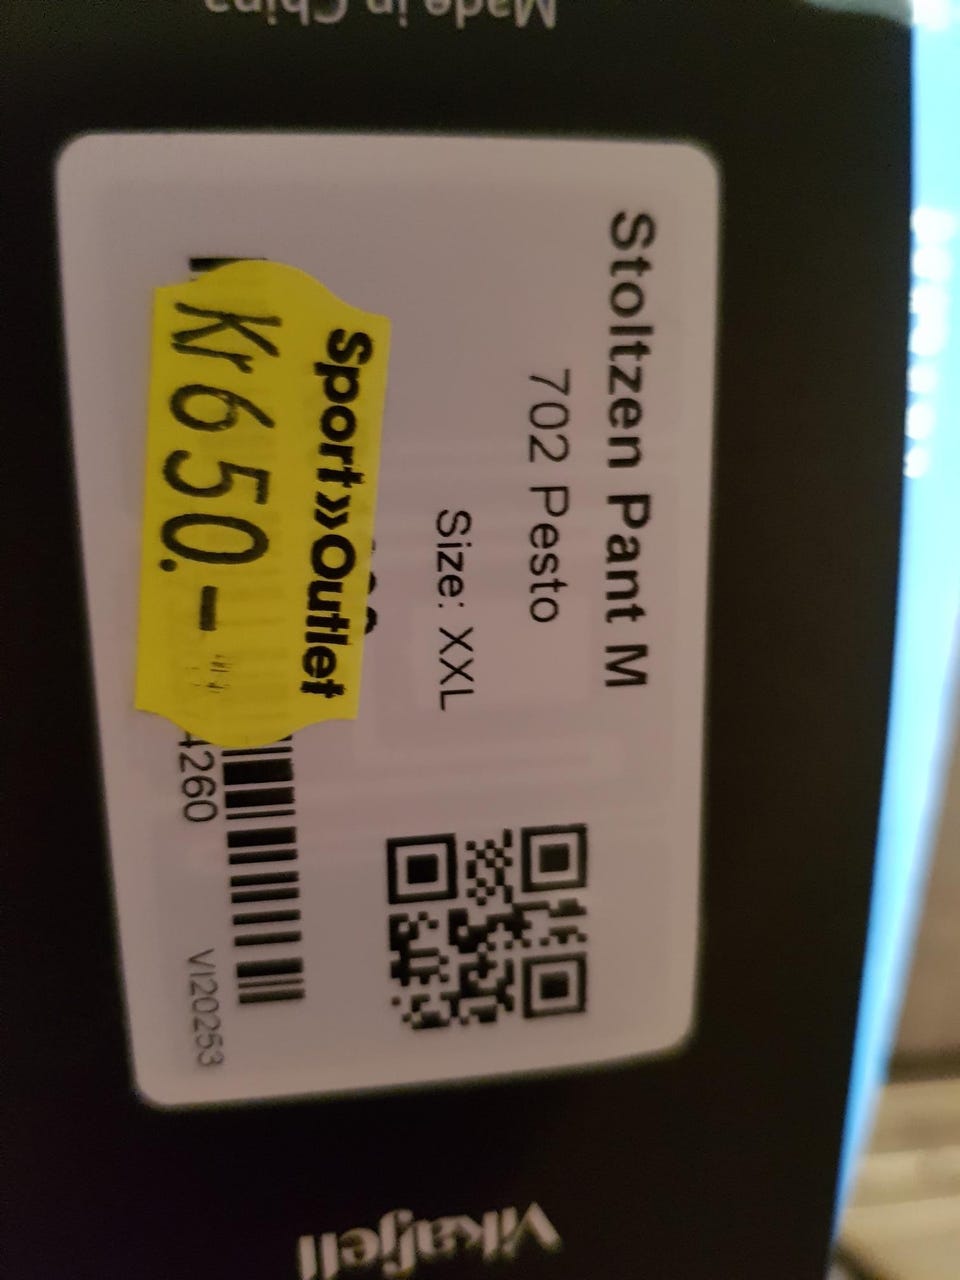 Made in China
Stoltzen Pant M
702 Pesto
Size: XXL
Sport»Outlet
Kr 650.-
4260
VI20253
Vikafjell